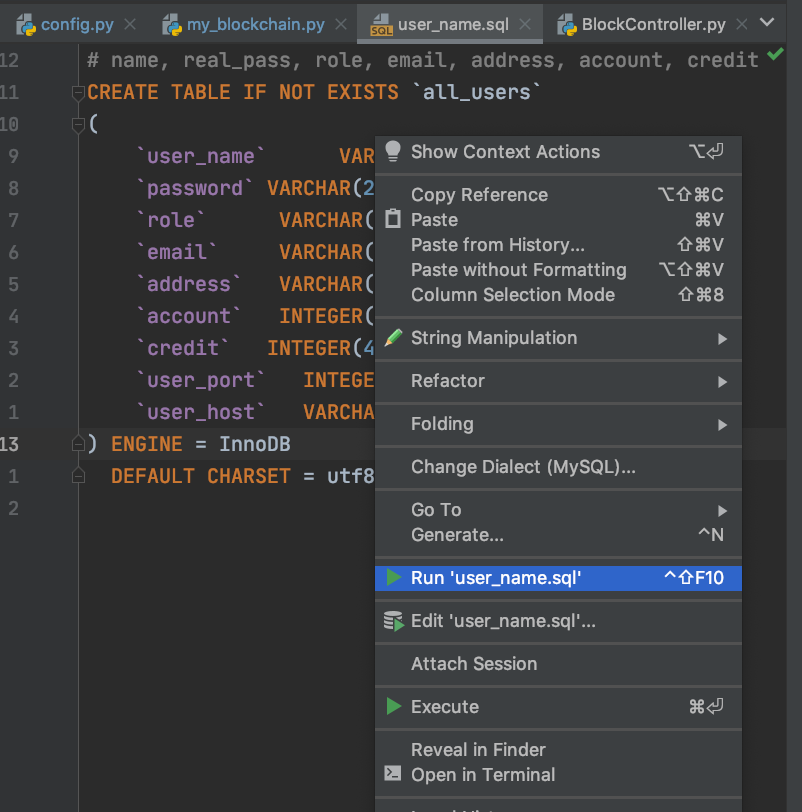 config.py my_blockchain.py user_name.sql BlockController.py
12 # name, real_pass, role, email, address, account, credit
11 CREATE TABLE IF NOT EXISTS `all_users`
10 (
9 `user_name` VAR
8 `password` VARCHAR(2
7 `role` VARCHAR(
6 `email` VARCHAR(
5 `address` VARCHAR(
4 `account` INTEGER(
3 `credit` INTEGER(4
2 `user_port` INTEGE
1 `user_host` VARCHA
13 ) ENGINE = InnoDB
1 DEFAULT CHARSET = utf8
2
Show Context Actions ⌥⏎
Copy Reference ⌥⇧⌘C
Paste ⌘V
Paste from History... ⇧⌘V
Paste without Formatting ⌥⇧⌘V
Column Selection Mode ⇧⌘8
String Manipulation
Refactor
Folding
Change Dialect (MySQL)...
Go To
Generate... ^N
Run 'user_name.sql' ^⇧F10
Edit 'user_name.sql'...
Attach Session
Execute ⌘⏎
Reveal in Finder
Open in Terminal